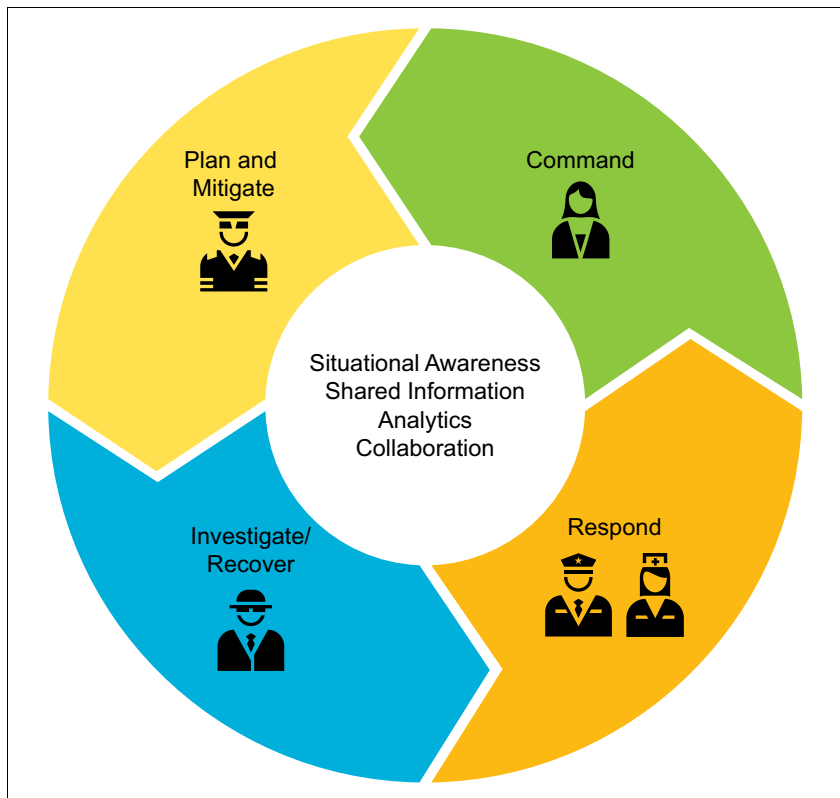 Plan and
Mitigate
Command
Situational Awareness
Shared Information
Analytics
Collaboration
Investigate/
Recover
Respond